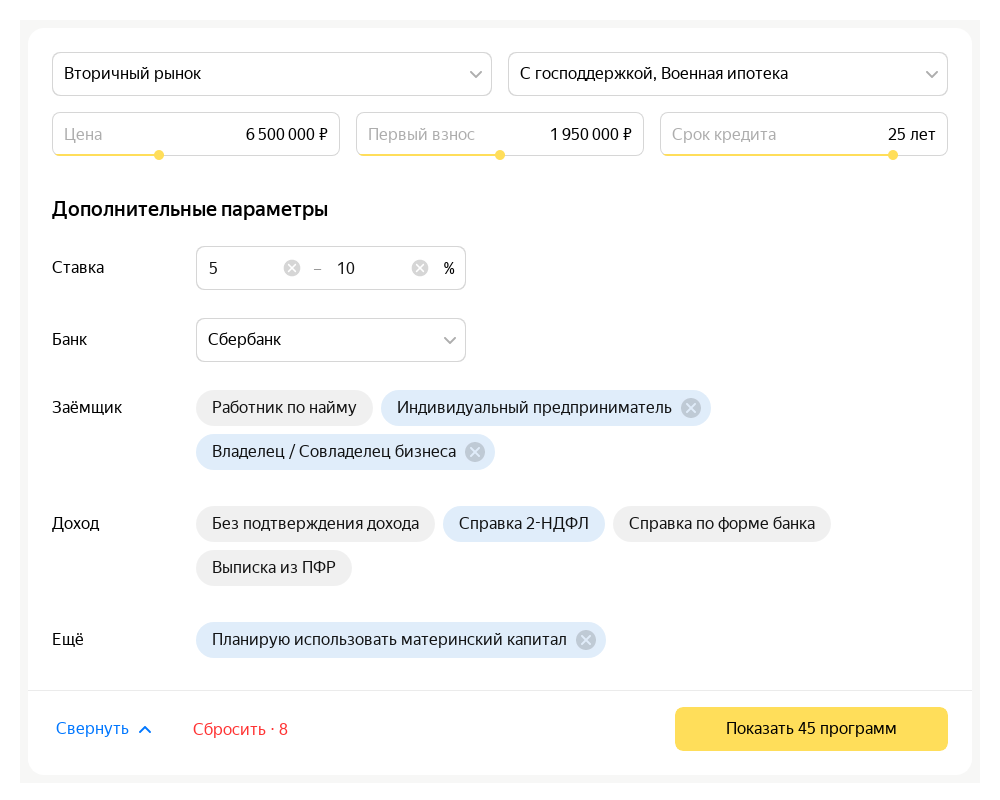 Вторичный рынок С господдержкой, Военная ипотека
Цена 6 500 000 ₽ Первый взнос 1 950 000 ₽ Срок кредита 25 лет
Дополнительные параметры
Ставка 5 – 10 %
Банк Сбербанк
Заёмщик Работник по найму Индивидуальный предприниматель
Владелец / Совладелец бизнеса
Доход Без подтверждения дохода Справка 2-НДФЛ Справка по форме банка
Выписка из ПФР
Ещё Планирую использовать материнский капитал
Свернуть Сбросить · 8 Показать 45 программ